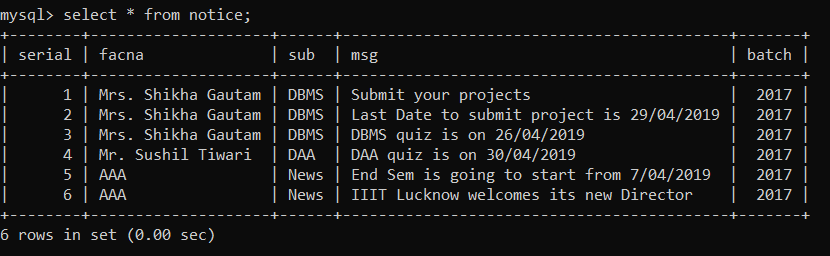 mysql> select * from notice;
+--------+--------------------+------+----------------------------------------+-------+
| serial | facna              | sub  | msg                                    | batch |
+--------+--------------------+------+----------------------------------------+-------+
|      1 | Mrs. Shikha Gautam | DBMS | Submit your projects                   |  2017 |
|      2 | Mrs. Shikha Gautam | DBMS | Last Date to submit project is 29/04/2019 |  2017 |
|      3 | Mrs. Shikha Gautam | DBMS | DBMS quiz is on 26/04/2019             |  2017 |
|      4 | Mr. Sushil Tiwari  | DAA  | DAA quiz is on 30/04/2019              |  2017 |
|      5 | AAA                | News | End Sem is going to start from 7/04/2019 |  2017 |
|      6 | AAA                | News | IIIT Lucknow welcomes its new Director |  2017 |
+--------+--------------------+------+----------------------------------------+-------+
6 rows in set (0.00 sec)